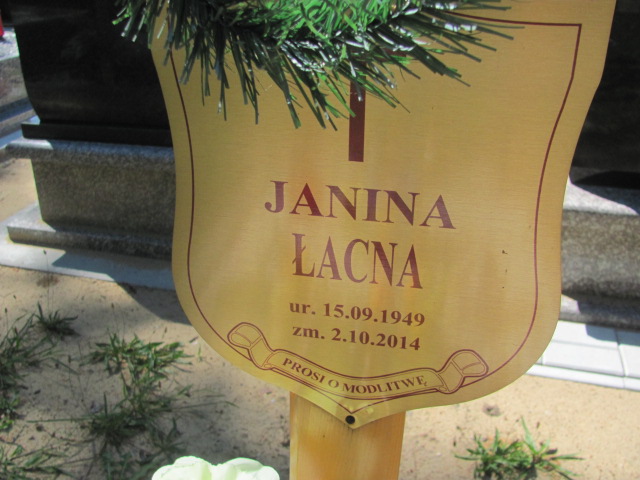 JANINA
ŁACNA
ur. 15.09.1949
zm. 2.10.2014
PROSI O MODLITWĘ